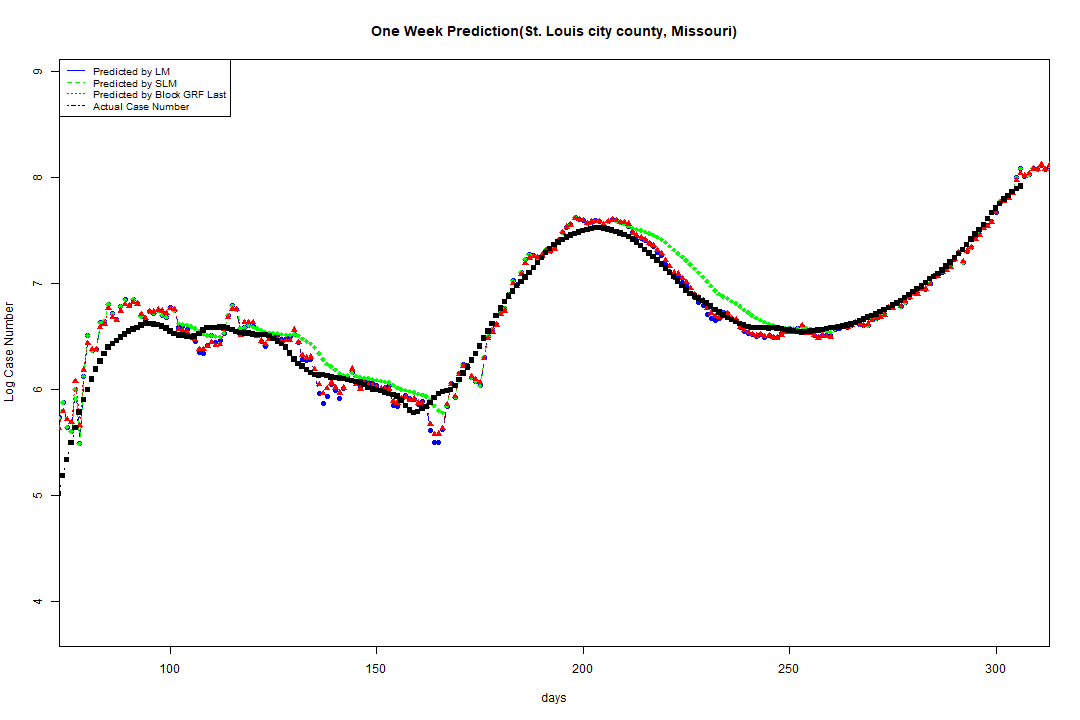 One Week Prediction(St. Louis city county, Missouri)
Predicted by LM
Predicted by SLM
Predicted by Block GRF Last
Actual Case Number
9
8
7
6
5
4
Log Case Number
100 150 200 250 300
days